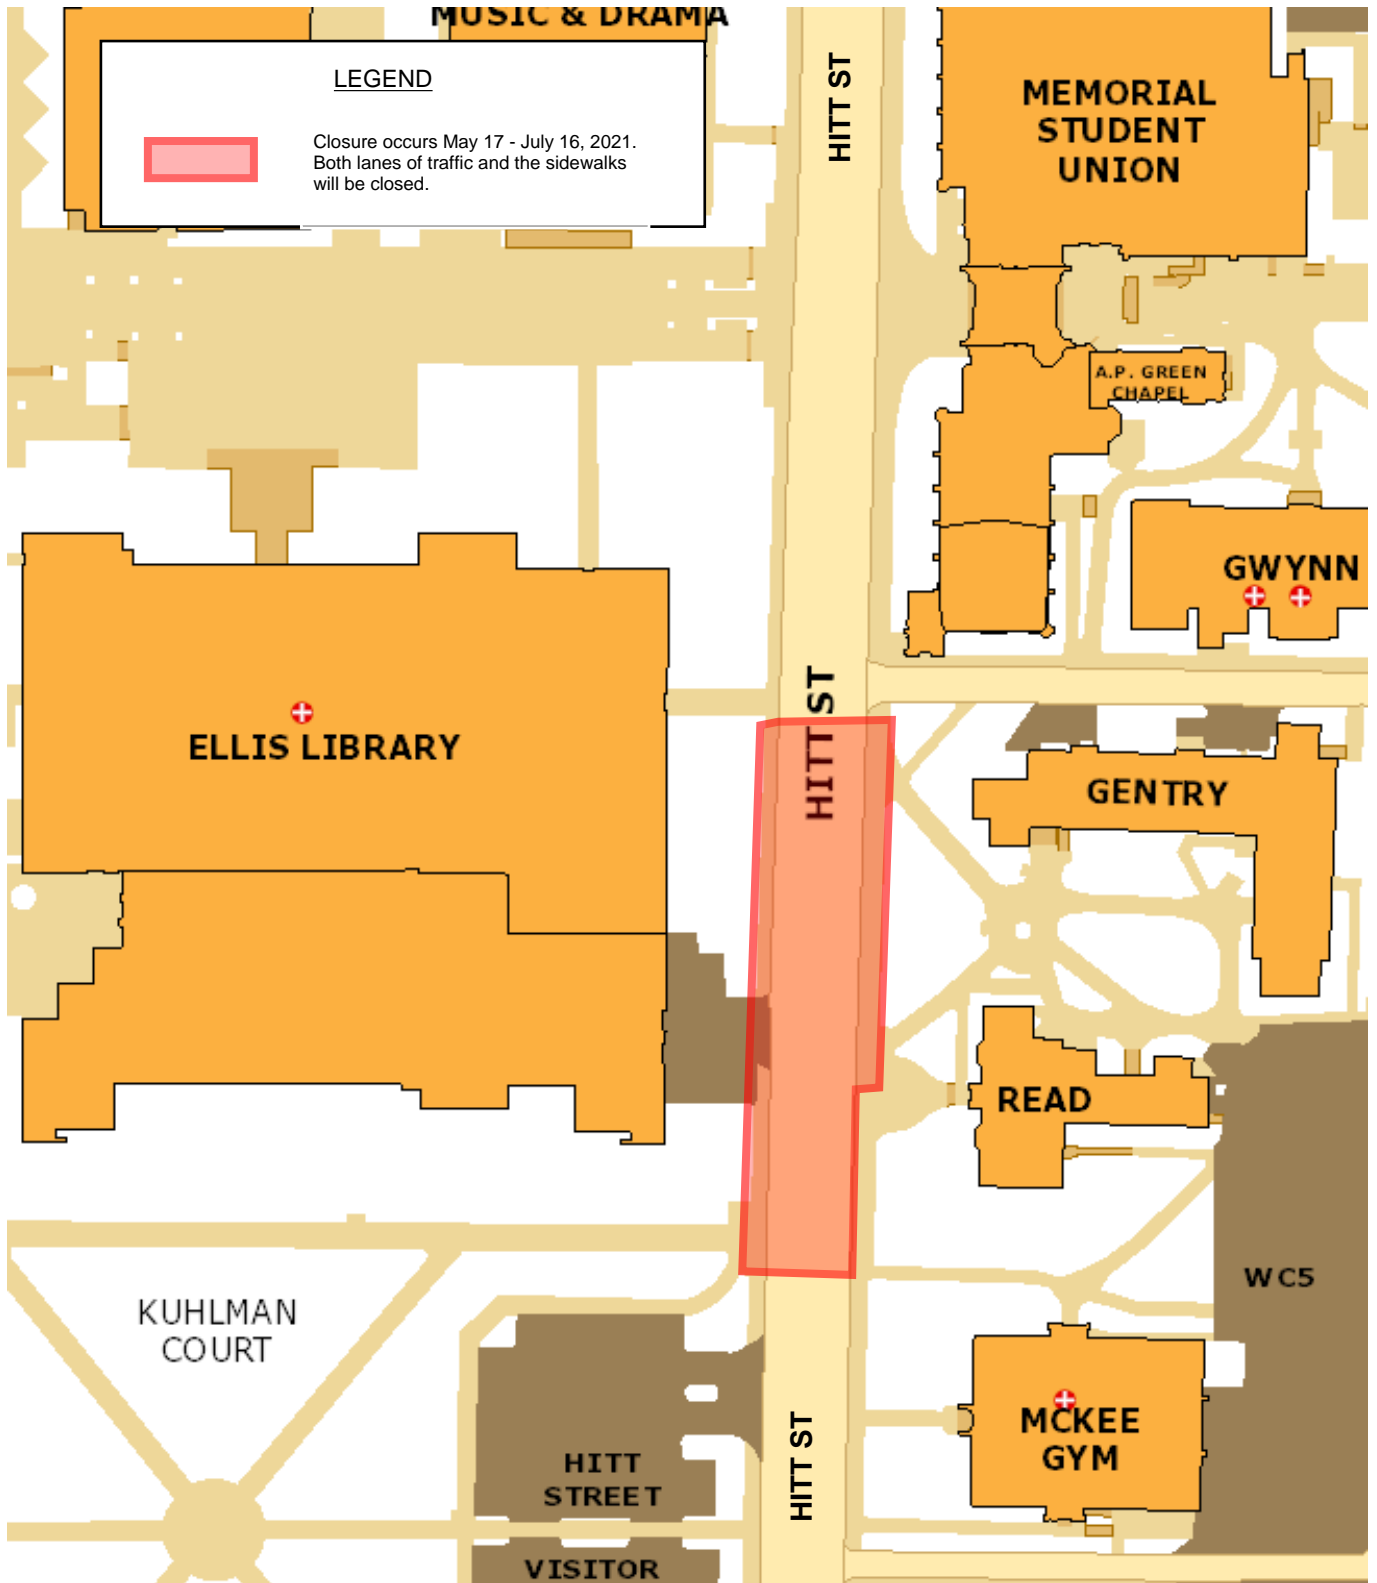 MUSIC & DRAMA
LEGEND
Closure occurs May 17 - July 16, 2021.
Both lanes of traffic and the sidewalks
will be closed.
HITT ST
MEMORIAL
STUDENT
UNION
A.P. GREEN
CHAPEL
GWYNN
HITT ST
ELLIS LIBRARY
HITT ST
GENTRY
READ
WC5
KUHLMAN
COURT
HITT ST
MCKEE
GYM
HITT
STREET
VISITOR